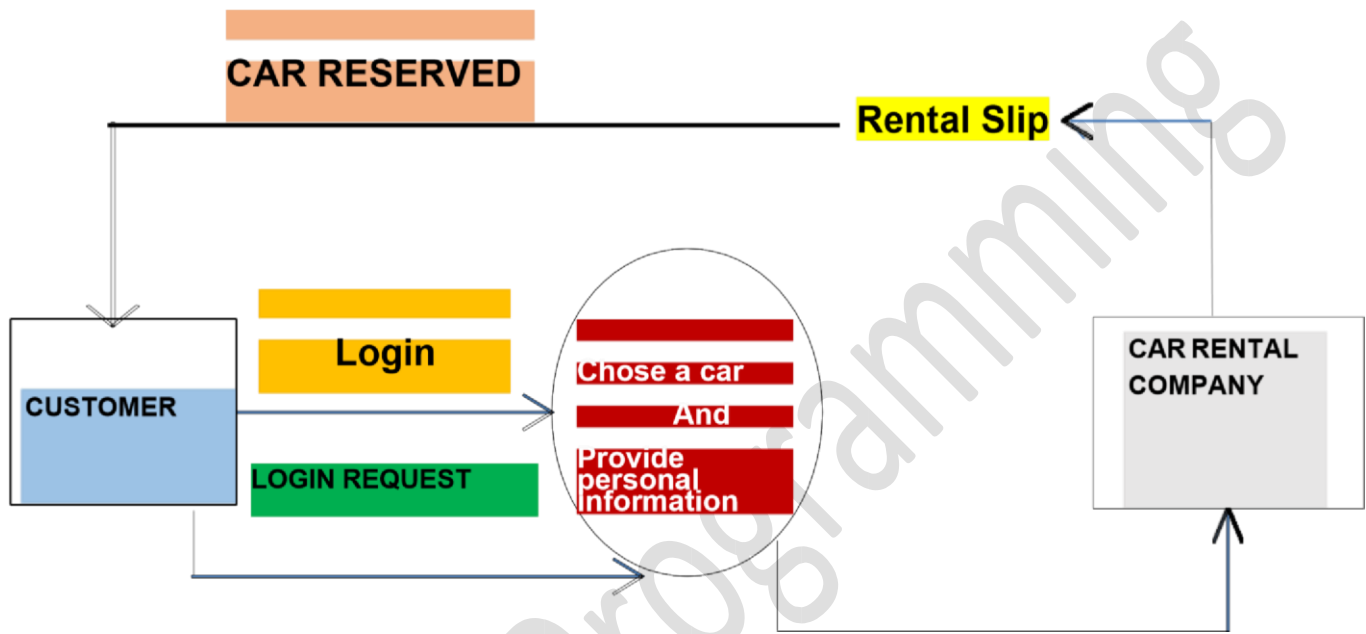 CAR RESERVED
Rental Slip
Login
CUSTOMER
LOGIN REQUEST
Chose a car
And
Provide
personal
information
CAR RENTAL
COMPANY
programming